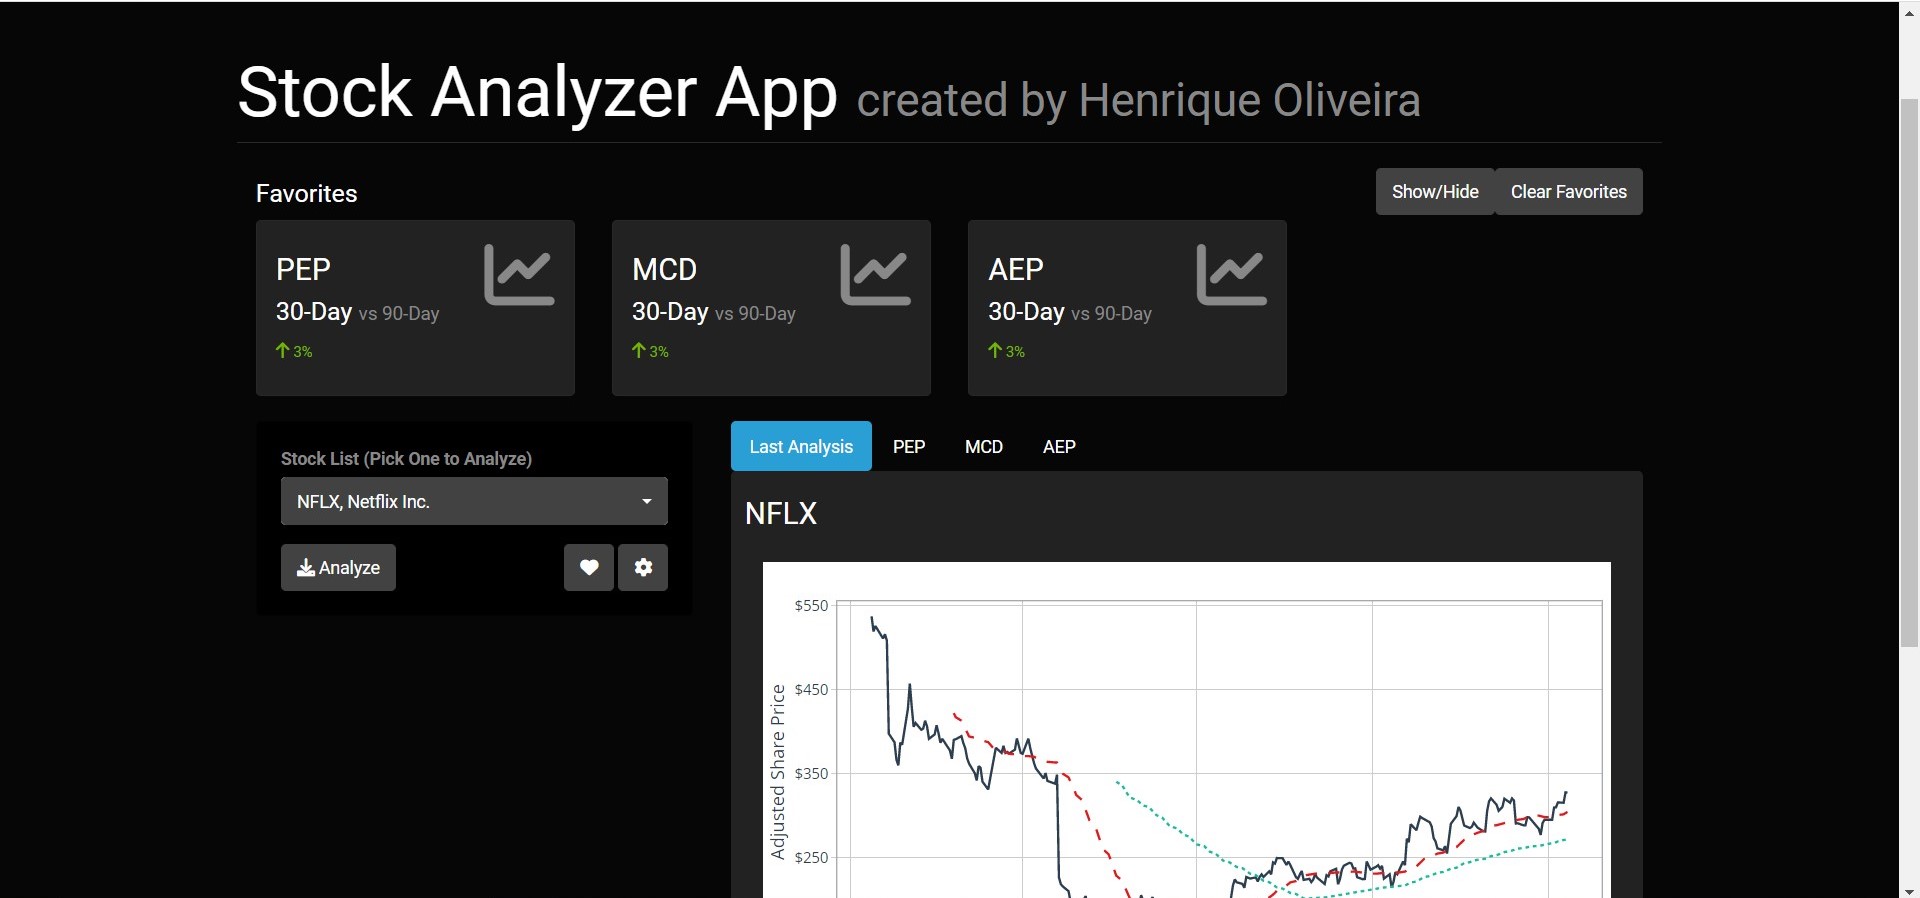 Stock Analyzer App created by Henrique Oliveira
Favorites
Show/Hide
Clear Favorites
PEP
30-Day vs 90-Day
3%
MCD
30-Day vs 90-Day
3%
AEP
30-Day vs 90-Day
3%
Stock List (Pick One to Analyze)
NFLX, Netflix Inc.
Analyze
Last Analysis
PEP
MCD
AEP
NFLX
Adjusted Share Price
$550
$450
$350
$250